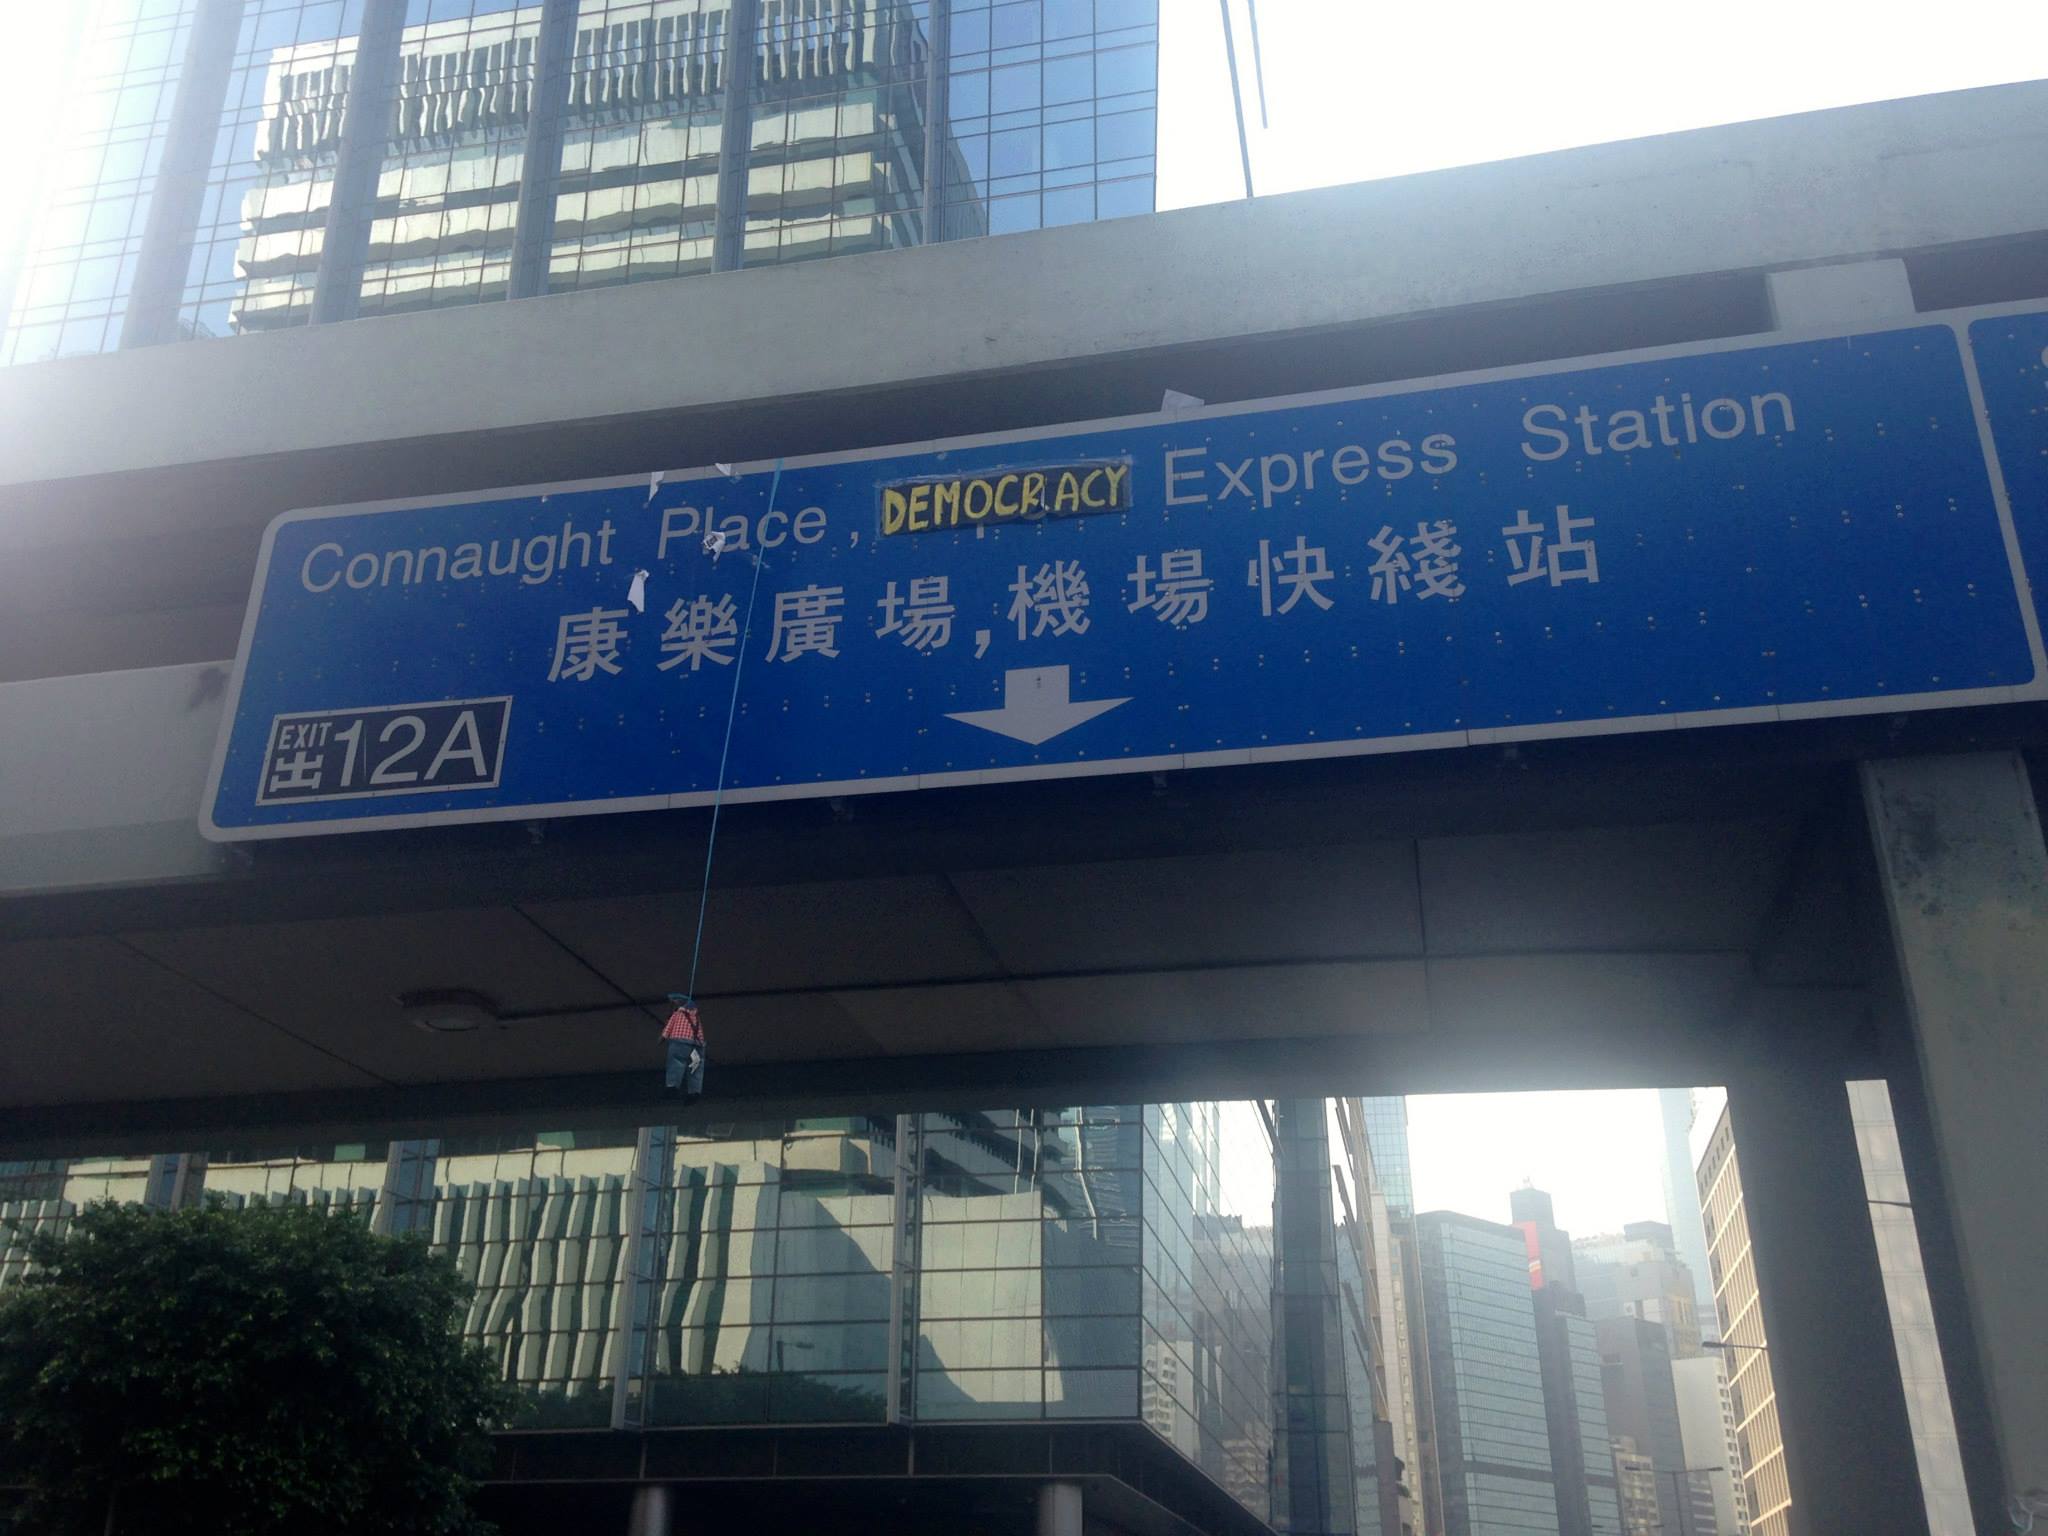 Connaught Place, DEMOCRACY Express Station
康樂廣場,機場快綫站
EXIT
出 12A